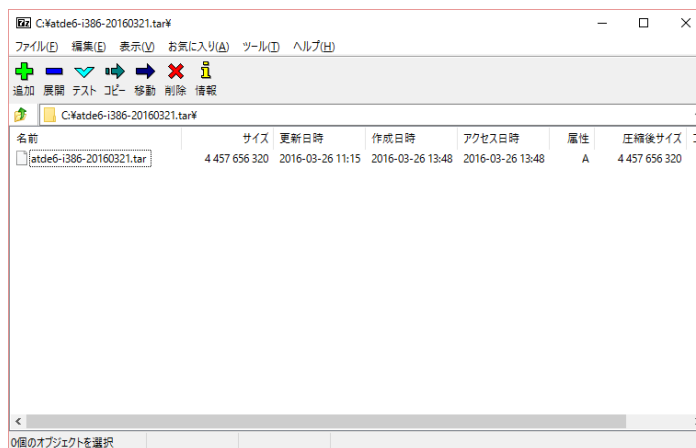 C:¥atde6-i386-20160321.tar¥
ファイル(F) 編集(E) 表示(V) お気に入り(A) ツール(T) ヘルプ(H)
追加 展開 テスト コピー 移動 削除 情報
C:¥atde6-i386-20160321.tar¥
名前 サイズ 更新日時 作成日時 アクセス日時 属性 圧縮後サイズ
atde6-i386-20160321.tar 4 457 656 320 2016-03-26 11:15 2016-03-26 13:48 2016-03-26 13:48 A 4 457 656 320
0個のオブジェクトを選択